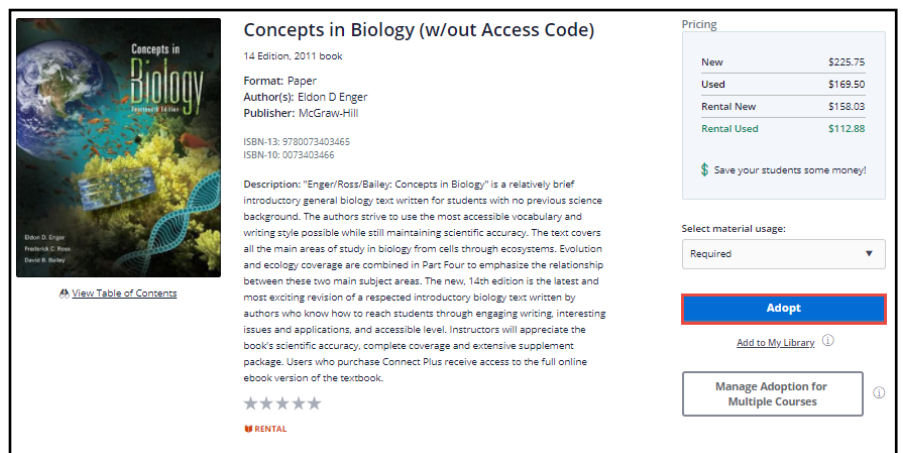 Concepts in
Biology
Fourteenth Edition
Eldon D. Enger
Frederick C. Ross
David B. Bailey
View Table of Contents
Concepts in Biology (w/out Access Code)
14 Edition, 2011 book
Format: Paper
Author(s): Eldon D Enger
Publisher: McGraw-Hill
ISBN-13: 9780073403465
ISBN-10: 0073403466
Description: "Enger/Ross/Bailey: Concepts in Biology" is a relatively brief
introductory general biology text written for students with no previous science
background. The authors strive to use the most accessible vocabulary and
writing style possible while still maintaining scientific accuracy. The text covers
all the main areas of study in biology from cells through ecosystems. Evolution
and ecology coverage are combined in Part Four to emphasize the relationship
between these two main subject areas. The new, 14th edition is the latest and
most exciting revision of a respected introductory biology text written by
authors who know how to reach students through engaging writing, interesting
issues and applications, and accessible level. Instructors will appreciate the
book's scientific accuracy, complete coverage and extensive supplement
package. Users who purchase Connect Plus receive access to the full online
ebook version of the textbook.
RENTAL
Pricing
New $225.75
Used $169.50
Rental New $158.03
Rental Used $112.88
$ Save your students some money!
Select material usage:
Required
Adopt
Add to My Library
Manage Adoption for
Multiple Courses